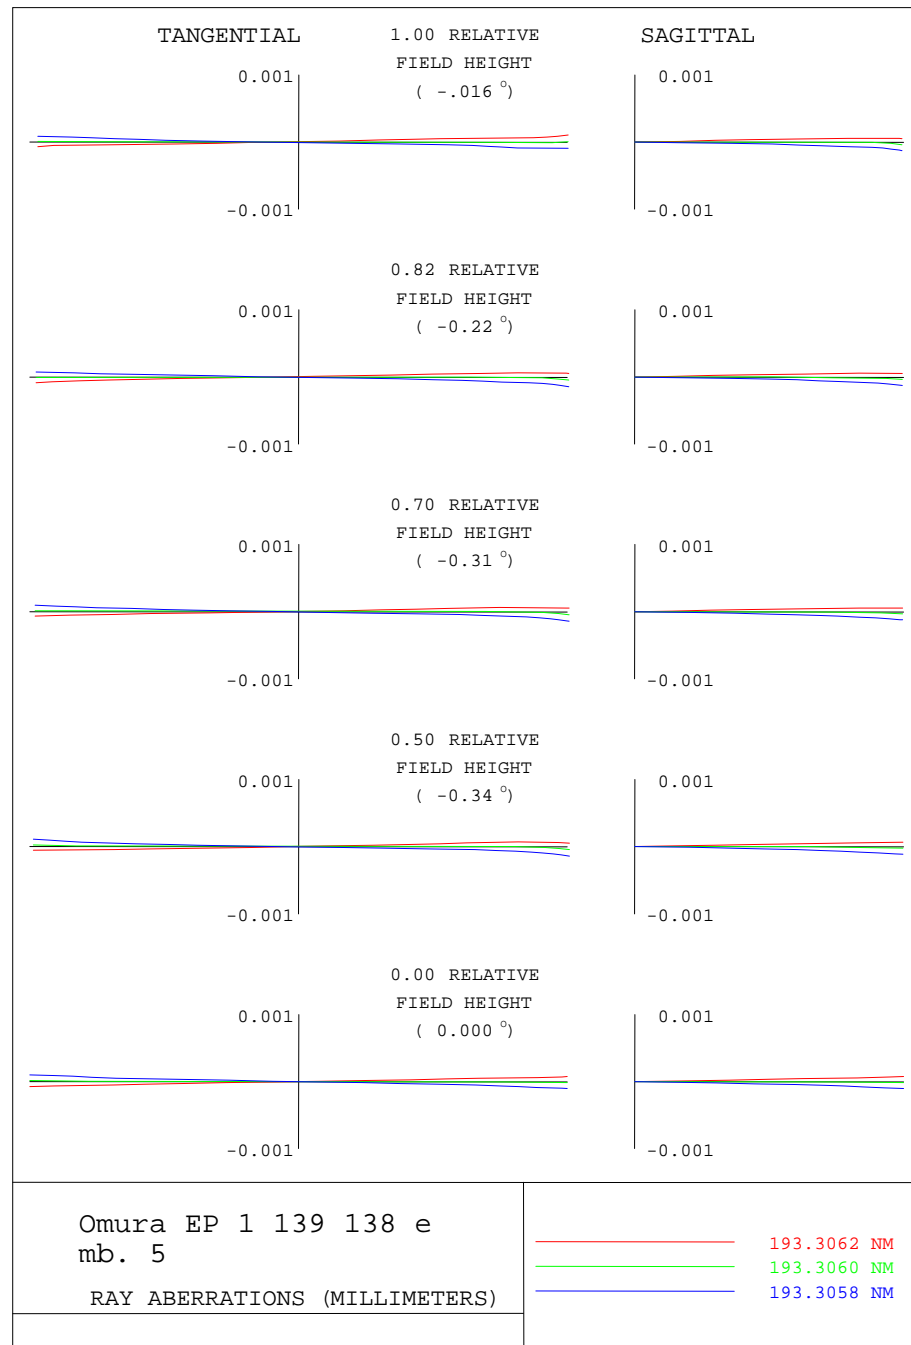 TANGENTIAL 1.00 RELATIVE SAGITTAL
FIELD HEIGHT
0.001 ( -.016 °) 0.001
-0.001 -0.001
0.82 RELATIVE
FIELD HEIGHT
0.001 ( -0.22 °) 0.001
-0.001 -0.001
0.70 RELATIVE
FIELD HEIGHT
0.001 ( -0.31 °) 0.001
-0.001 -0.001
0.50 RELATIVE
FIELD HEIGHT
0.001 ( -0.34 °) 0.001
-0.001 -0.001
0.00 RELATIVE
FIELD HEIGHT
0.001 ( 0.000 °) 0.001
-0.001 -0.001
Omura EP 1 139 138 e
mb. 5
RAY ABERRATIONS (MILLIMETERS)
193.3062 NM
193.3060 NM
193.3058 NM